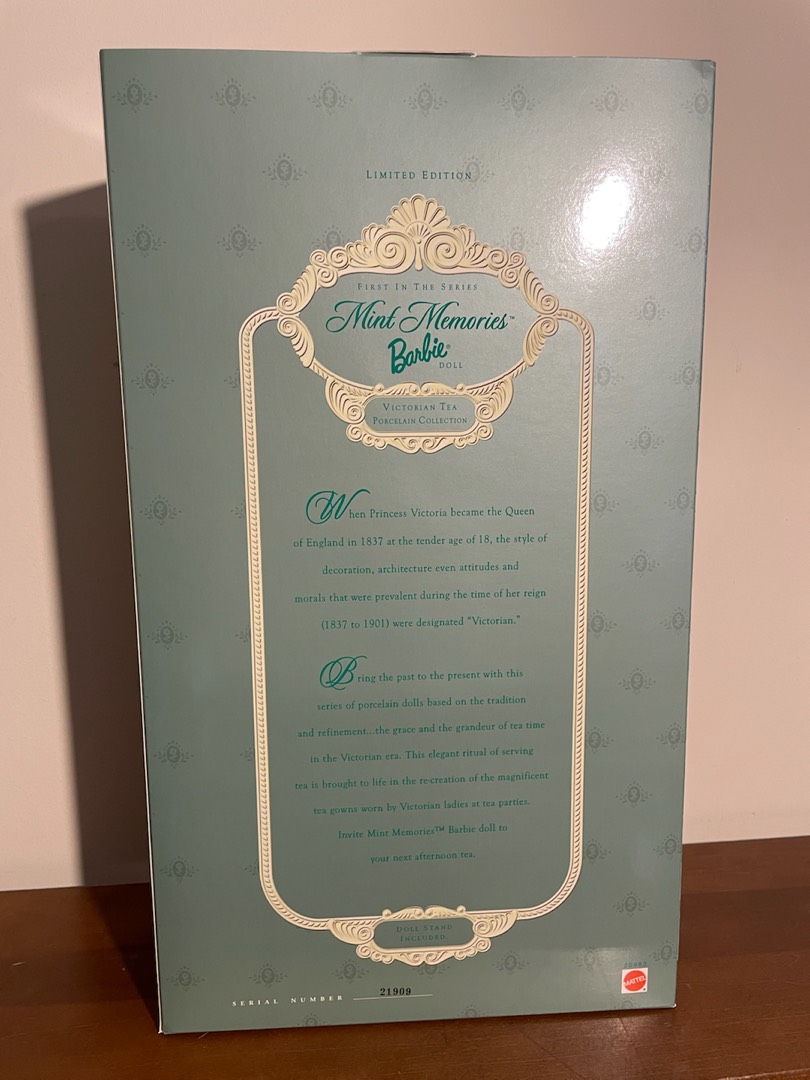 LIMITED EDITION
FIRST IN THE SERIES
Mint Memories™
Barbie®
DOLL
VICTORIAN TEA
PORCELAIN COLLECTION
When Princess Victoria became the Queen
of England in 1837 at the tender age of 18, the style of
decoration, architecture even attitudes and
morals that were prevalent during the time of her reign
(1837 to 1901) were designated "Victorian."
Bring the past to the present with this
series of porcelain dolls based on the tradition
and refinement...the grace and the grandeur of tea time
in the Victorian era. This elegant ritual of serving
tea is brought to life in the re-creation of the magnificent
tea gowns worn by Victorian ladies at tea parties.
Invite Mint Memories™ Barbie doll to
your next afternoon tea.
DOLL STAND
INCLUDED.
MATTEL
SERIAL NUMBER 21909